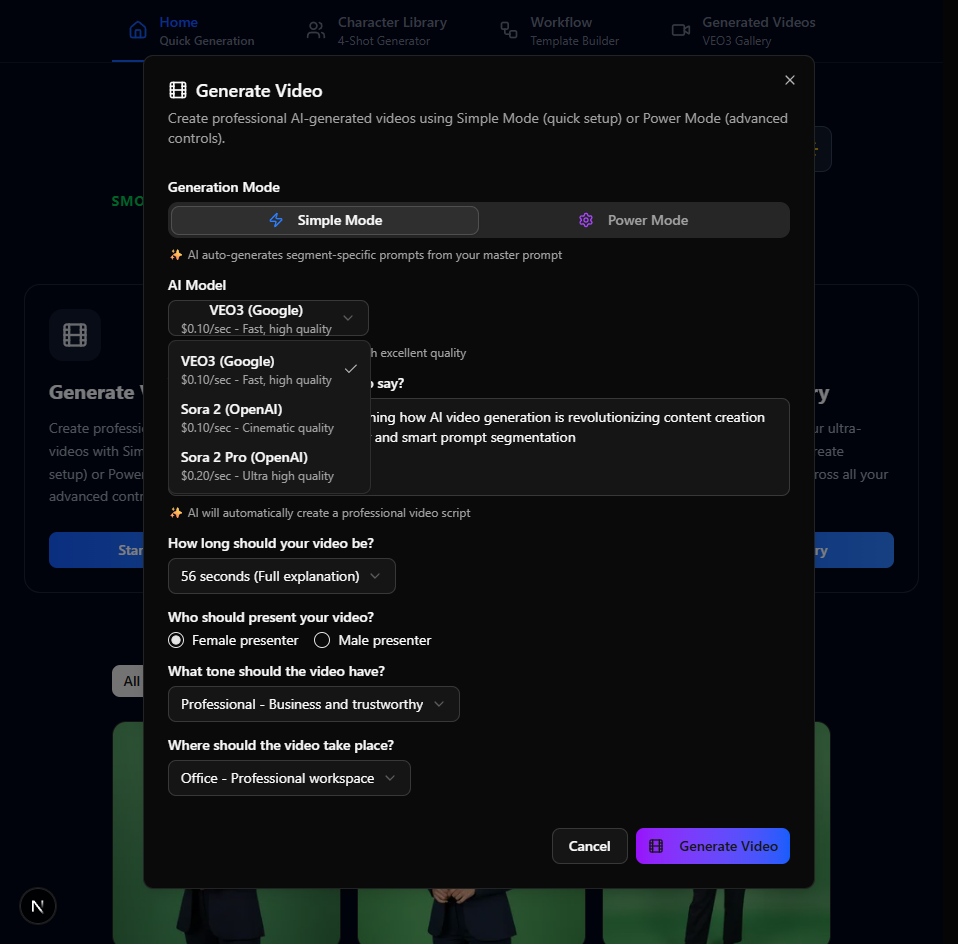 Home
Quick Generation
Character Library
4-Shot Generator
Workflow
Template Builder
Generated Videos
VEO3 Gallery
Generate Video
Create professional AI-generated videos using Simple Mode (quick setup) or Power Mode (advanced
controls).
SMO
Generation Mode
Simple Mode
Power Mode
✨ AI auto-generates segment-specific prompts from your master prompt
AI Model
VEO3 (Google)
$0.10/sec - Fast, high quality
h excellent quality
VEO3 (Google)
$0.10/sec - Fast, high quality
Sora 2 (OpenAI)
$0.10/sec - Cinematic quality
Sora 2 Pro (OpenAI)
$0.20/sec - Ultra high quality
say?
how AI video generation is revolutionizing content creation
and smart prompt segmentation
✨ AI will automatically create a professional video script
How long should your video be?
56 seconds (Full explanation)
Who should present your video?
Female presenter
Male presenter
What tone should the video have?
Professional - Business and trustworthy
Where should the video take place?
Office - Professional workspace
Cancel
Generate Video
Generate
Create
videos with
setup) or
advanced
ur ultra-
create
ross all your
ry
All
N